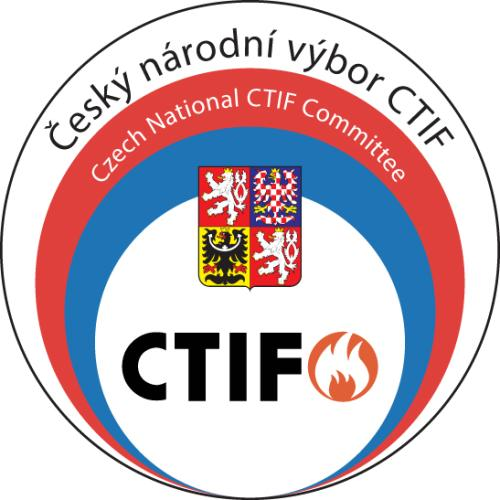 Český národní výbor CTIF
Czech National CTIF Committee
CTIF